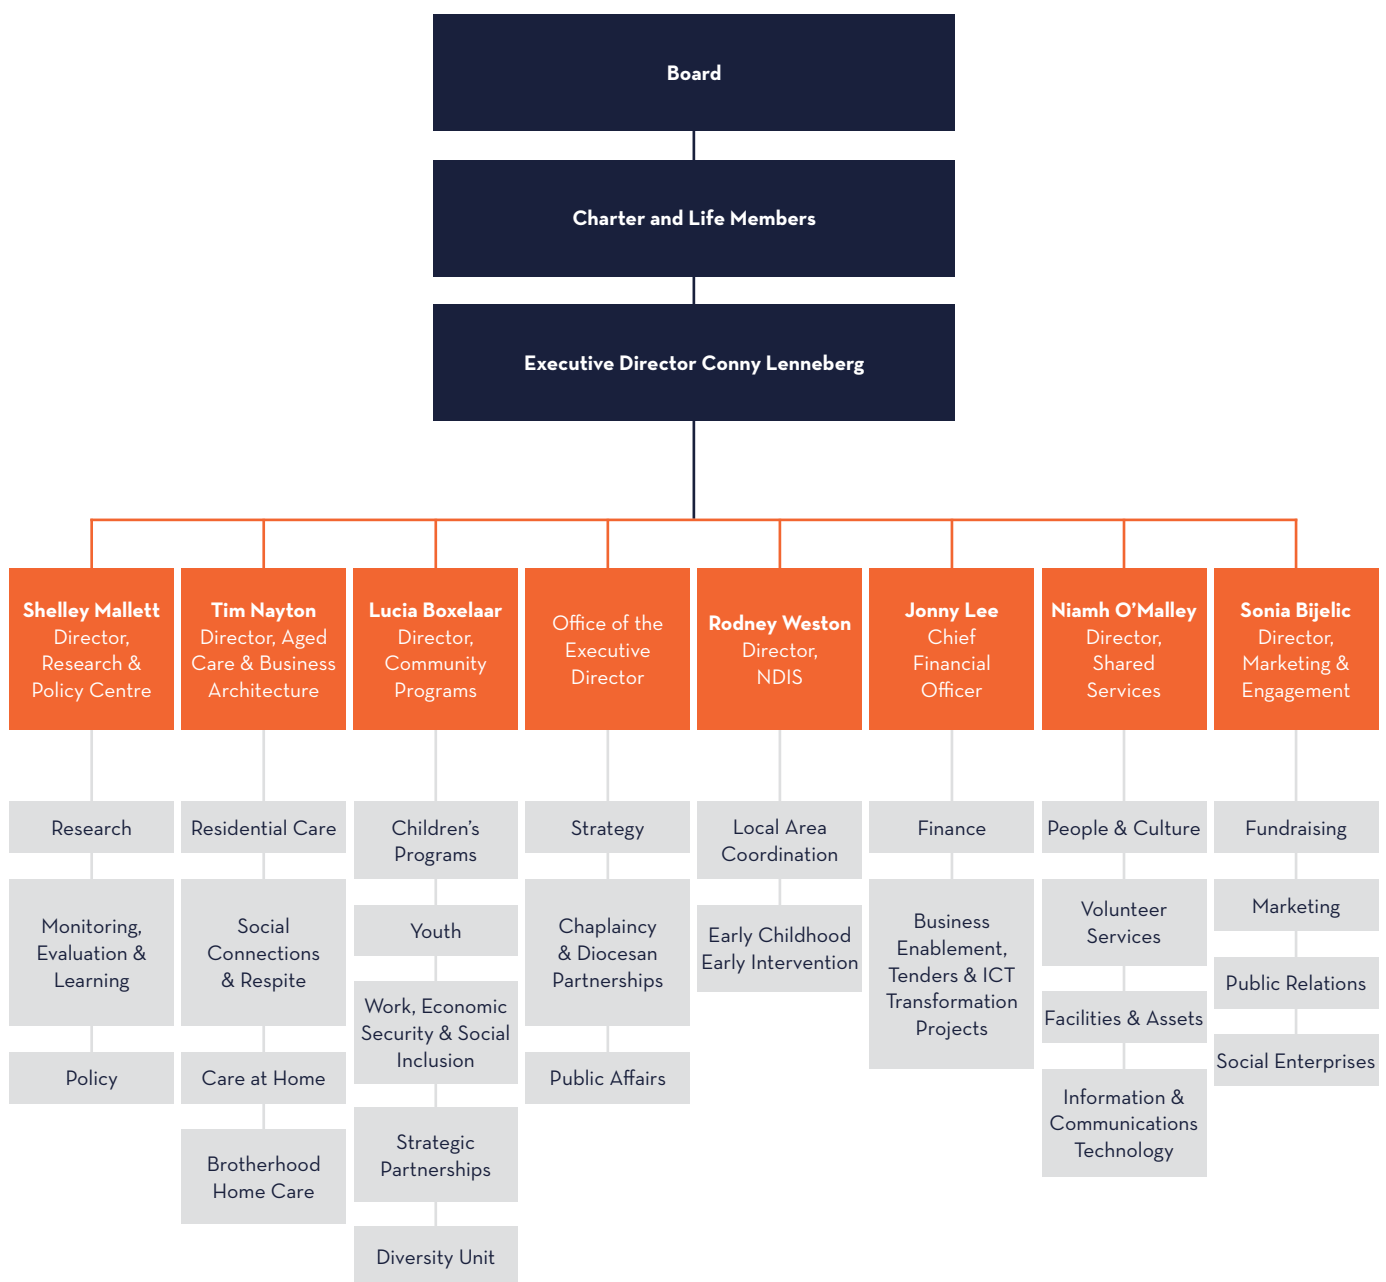 Board
Charter and Life Members
Executive Director Conny Lenneberg
Shelley Mallett
Director,
Research &
Policy Centre
Tim Nayton
Director, Aged
Care & Business
Architecture
Lucia Boxelaar
Director,
Community
Programs
Office of the
Executive
Director
Rodney Weston
Director,
NDIS
Jonny Lee
Chief
Financial
Officer
Niamh O’Malley
Director,
Shared
Services
Sonia Bijelic
Director,
Marketing &
Engagement
Research
Monitoring,
Evaluation &
Learning
Policy
Residential Care
Social
Connections
& Respite
Care at Home
Brotherhood
Home Care
Children’s
Programs
Youth
Work, Economic
Security & Social
Inclusion
Strategic
Partnerships
Diversity Unit
Strategy
Chaplaincy
& Diocesan
Partnerships
Public Affairs
Local Area
Coordination
Early Childhood
Early Intervention
Finance
Business
Enablement,
Tenders & ICT
Transformation
Projects
People & Culture
Volunteer
Services
Facilities & Assets
Information &
Communications
Technology
Fundraising
Marketing
Public Relations
Social Enterprises